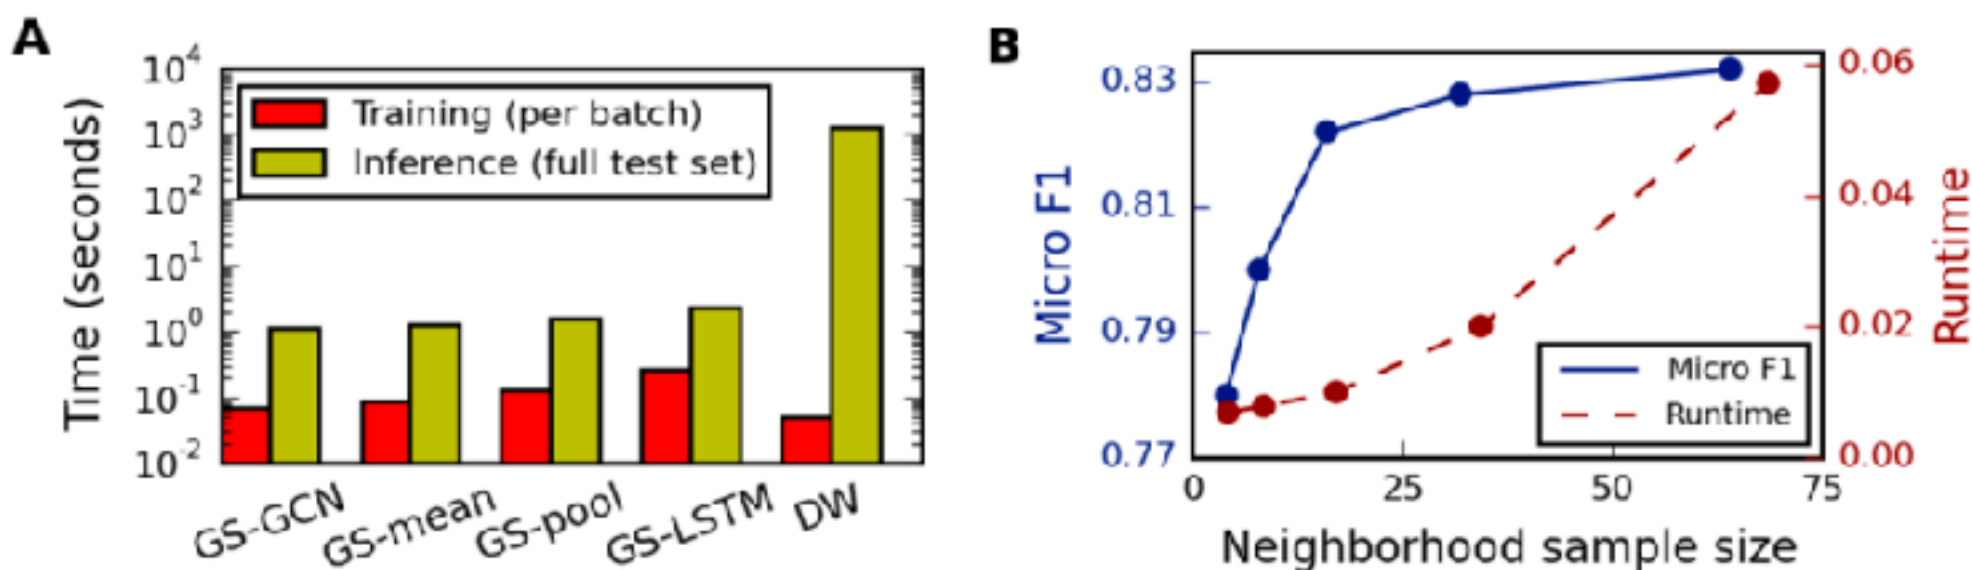 A
10^4
10^3
10^2
10^1
10^0
10^-1
10^-2
Time (seconds)
Training (per batch)
Inference (full test set)
GS-GCN
GS-mean
GS-pool
GS-LSTM
DW
B
0.83
0.81
0.79
0.77
Micro F1
0.06
0.04
0.02
0.00
Runtime
Micro F1
Runtime
0
25
50
75
Neighborhood sample size